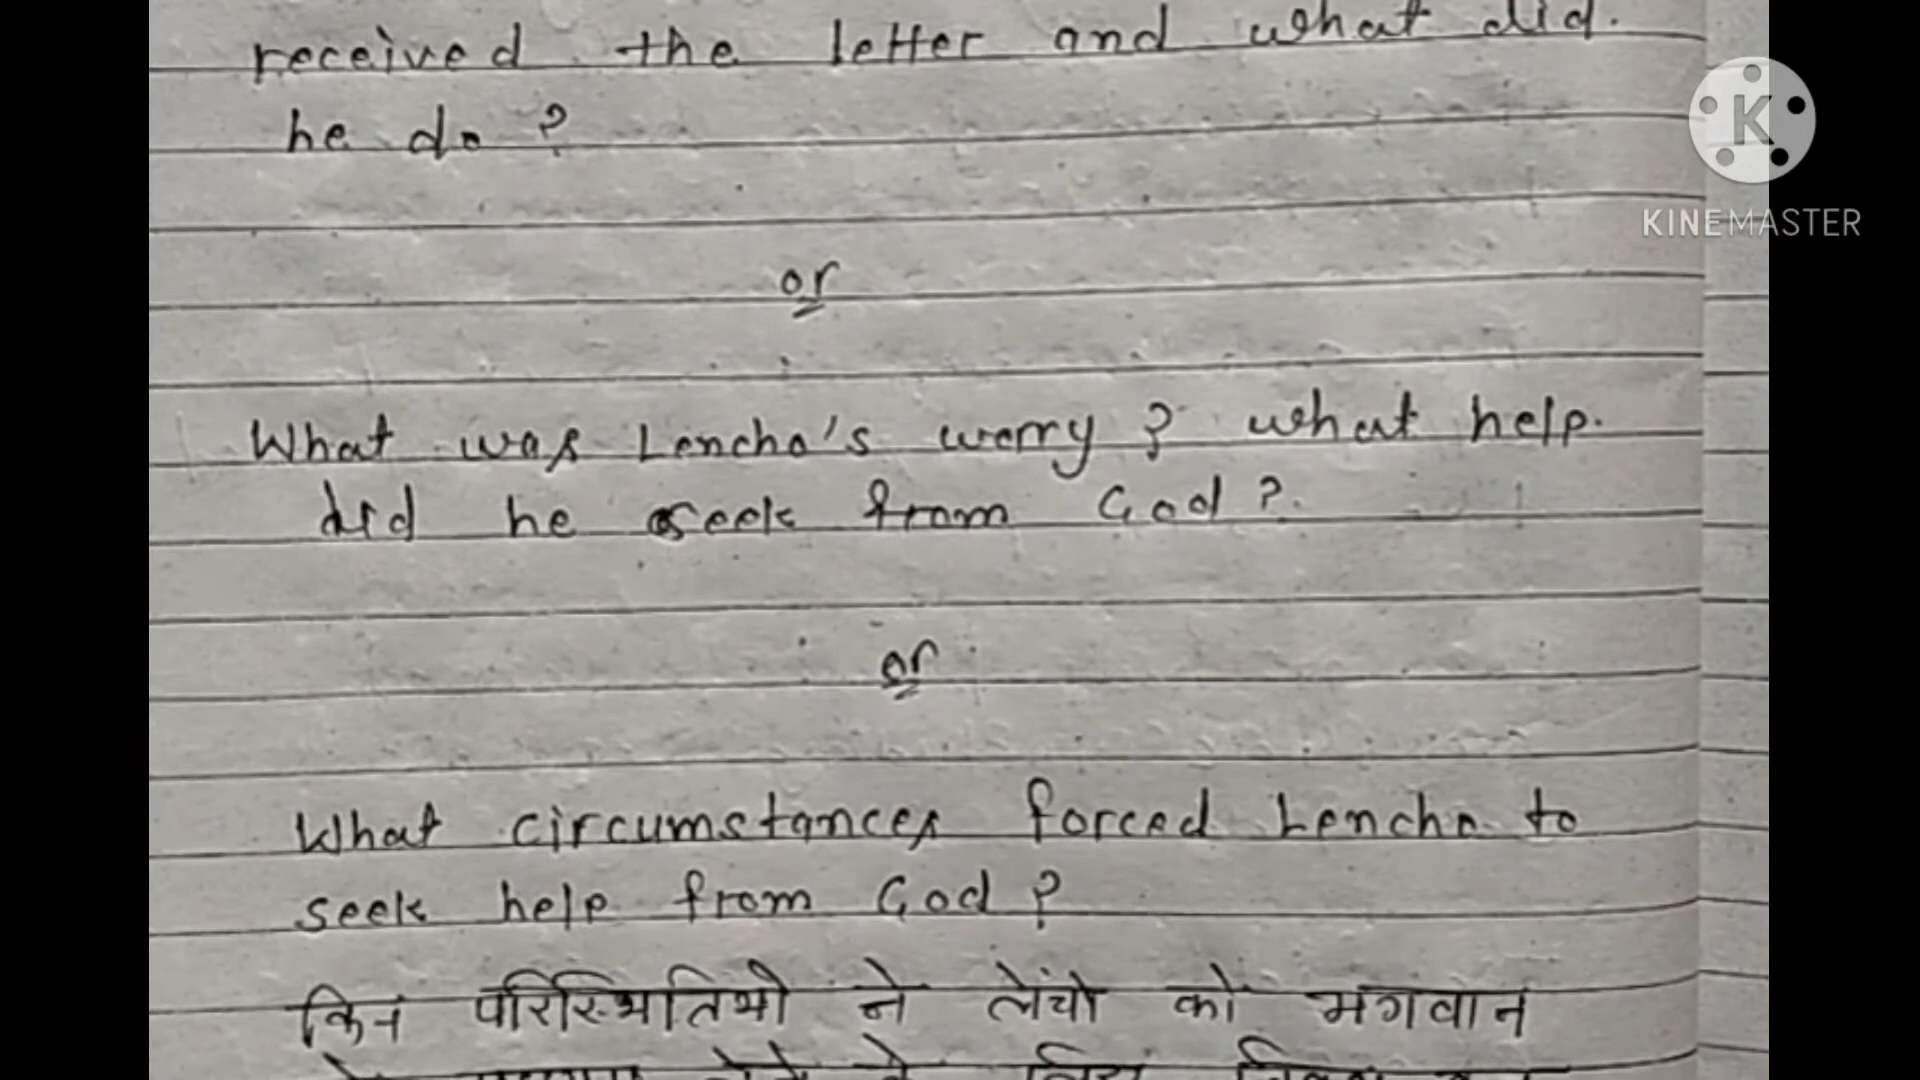 received the letter and what did.
he do ?
or
What was Lencho's worry ? what help.
did he seek from God ?.
or
What circumstances forced Lencho to
seek help from God ?
किन परिस्थितियों ने लेंचो को भगवान
K
KINEMASTER